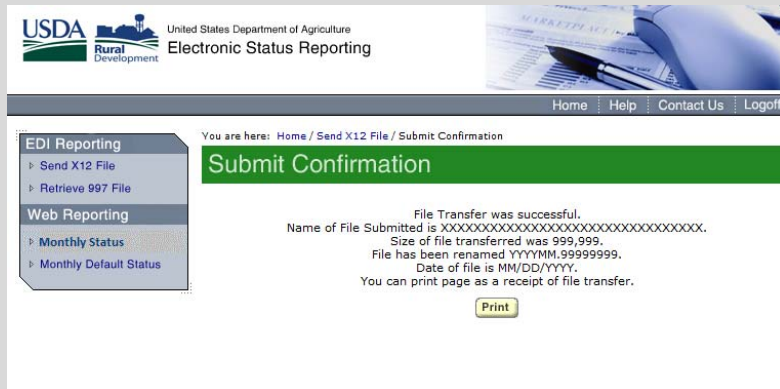 USDA
Rural
Development
United States Department of Agriculture
Electronic Status Reporting
MARKETPLACE
Home Help Contact Us Logoff
EDI Reporting
Send X12 File
Retrieve 997 File
Web Reporting
Monthly Status
Monthly Default Status
You are here: Home / Send X12 File / Submit Confirmation
Submit Confirmation
File Transfer was successful.
Name of File Submitted is XXXXXXXXXXXXXXXXXXXXXXXXXXXXXXXX.
Size of file transferred was 999,999.
File has been renamed YYYYMM.99999999.
Date of file is MM/DD/YYYY.
You can print page as a receipt of file transfer.
Print